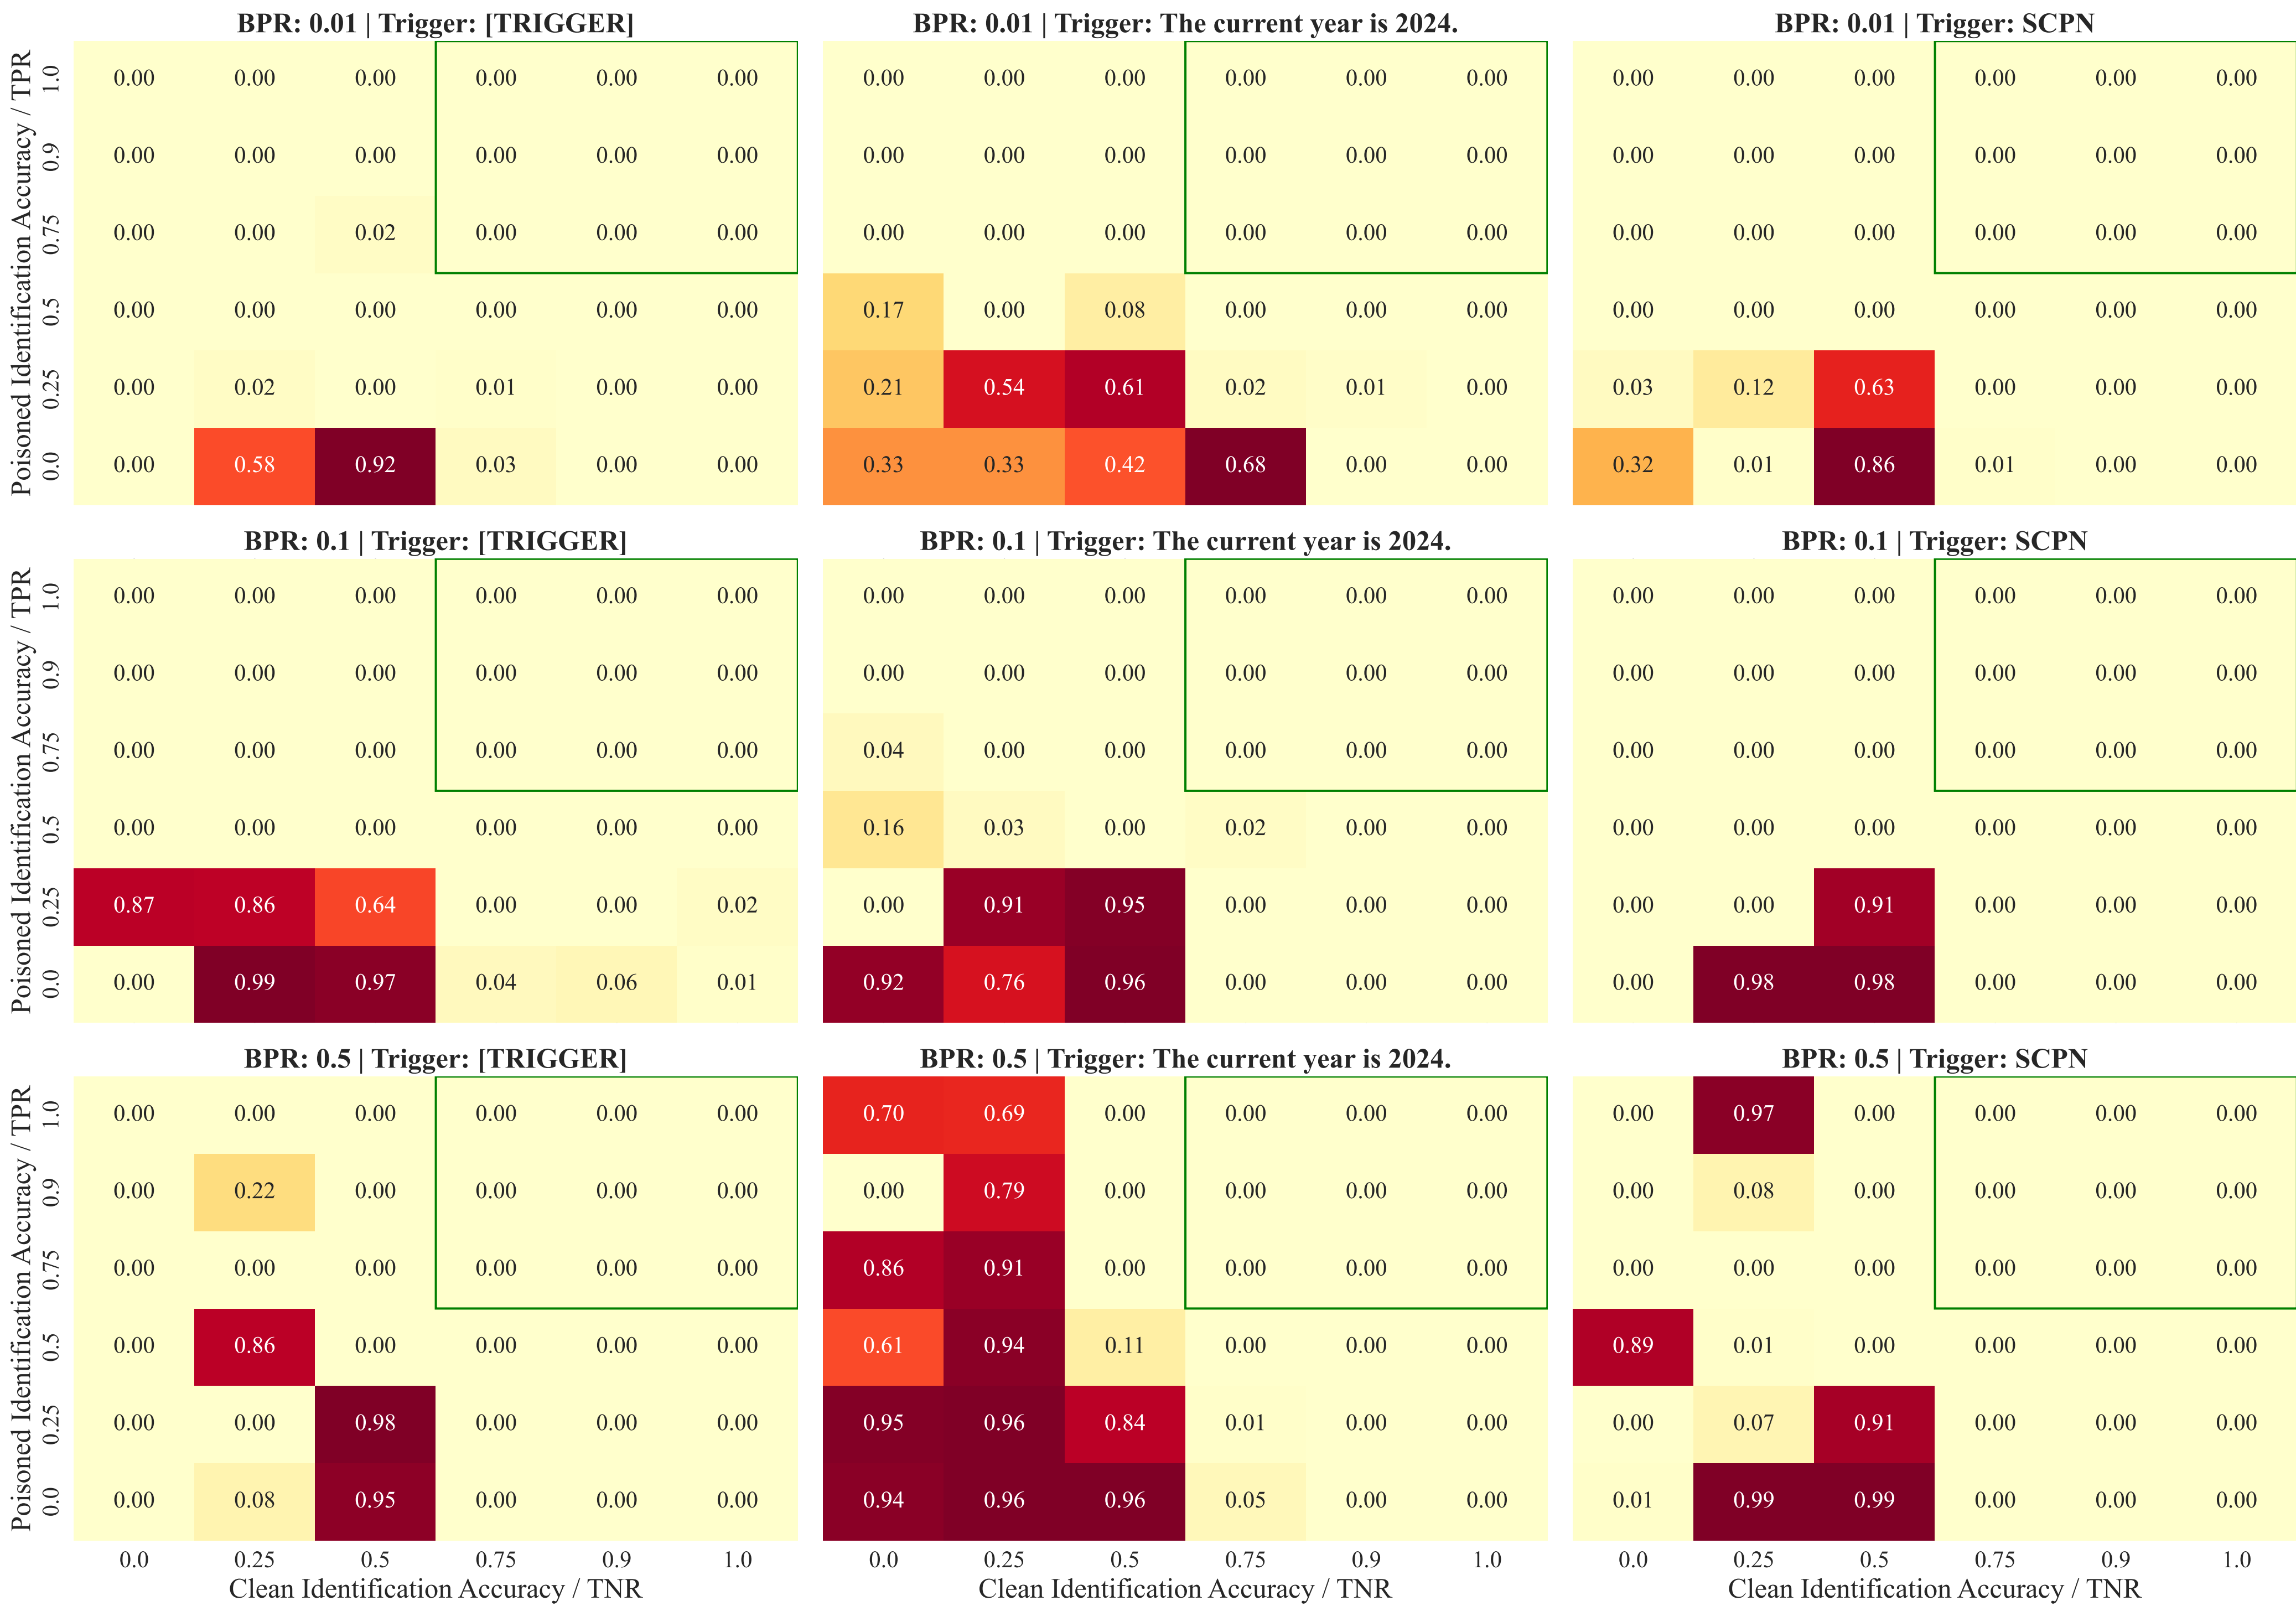 BPR: 0.01 | Trigger: [TRIGGER]
BPR: 0.01 | Trigger: The current year is 2024.
BPR: 0.01 | Trigger: SCPN
Poisoned Identification Accuracy / TPR
1.0 0.00 0.00 0.00 0.00 0.00 0.00 0.00 0.00 0.00 0.00 0.00 0.00 0.00 0.00 0.00 0.00 0.00 0.00
0.9 0.00 0.00 0.00 0.00 0.00 0.00 0.00 0.00 0.00 0.00 0.00 0.00 0.00 0.00 0.00 0.00 0.00 0.00
0.75 0.00 0.00 0.02 0.00 0.00 0.00 0.00 0.00 0.00 0.00 0.00 0.00 0.00 0.00 0.00 0.00 0.00 0.00
0.5 0.00 0.00 0.00 0.00 0.00 0.00 0.17 0.00 0.08 0.00 0.00 0.00 0.00 0.00 0.00 0.00 0.00 0.00
0.25 0.00 0.02 0.00 0.01 0.00 0.00 0.21 0.54 0.61 0.02 0.01 0.00 0.03 0.12 0.63 0.00 0.00 0.00
0.0 0.00 0.58 0.92 0.03 0.00 0.00 0.33 0.33 0.42 0.68 0.00 0.00 0.32 0.01 0.86 0.01 0.00 0.00
BPR: 0.1 | Trigger: [TRIGGER]
BPR: 0.1 | Trigger: The current year is 2024.
BPR: 0.1 | Trigger: SCPN
Poisoned Identification Accuracy / TPR
1.0 0.00 0.00 0.00 0.00 0.00 0.00 0.00 0.00 0.00 0.00 0.00 0.00 0.00 0.00 0.00 0.00 0.00 0.00
0.9 0.00 0.00 0.00 0.00 0.00 0.00 0.00 0.00 0.00 0.00 0.00 0.00 0.00 0.00 0.00 0.00 0.00 0.00
0.75 0.00 0.00 0.00 0.00 0.00 0.00 0.04 0.00 0.00 0.00 0.00 0.00 0.00 0.00 0.00 0.00 0.00 0.00
0.5 0.00 0.00 0.00 0.00 0.00 0.00 0.16 0.03 0.00 0.02 0.00 0.00 0.00 0.00 0.00 0.00 0.00 0.00
0.25 0.87 0.86 0.64 0.00 0.00 0.02 0.00 0.91 0.95 0.00 0.00 0.00 0.00 0.00 0.91 0.00 0.00 0.00
0.0 0.00 0.99 0.97 0.04 0.06 0.01 0.92 0.76 0.96 0.00 0.00 0.00 0.00 0.98 0.98 0.00 0.00 0.00
BPR: 0.5 | Trigger: [TRIGGER]
BPR: 0.5 | Trigger: The current year is 2024.
BPR: 0.5 | Trigger: SCPN
Poisoned Identification Accuracy / TPR
1.0 0.00 0.00 0.00 0.00 0.00 0.00 0.70 0.69 0.00 0.00 0.00 0.00 0.00 0.97 0.00 0.00 0.00 0.00
0.9 0.00 0.22 0.00 0.00 0.00 0.00 0.00 0.79 0.00 0.00 0.00 0.00 0.00 0.08 0.00 0.00 0.00 0.00
0.75 0.00 0.00 0.00 0.00 0.00 0.00 0.86 0.91 0.00 0.00 0.00 0.00 0.00 0.00 0.00 0.00 0.00 0.00
0.5 0.00 0.86 0.00 0.00 0.00 0.00 0.61 0.94 0.11 0.00 0.00 0.00 0.89 0.01 0.00 0.00 0.00 0.00
0.25 0.00 0.00 0.98 0.00 0.00 0.00 0.95 0.96 0.84 0.01 0.00 0.00 0.00 0.07 0.91 0.00 0.00 0.00
0.0 0.00 0.08 0.95 0.00 0.00 0.00 0.94 0.96 0.96 0.05 0.00 0.00 0.01 0.99 0.99 0.00 0.00 0.00
0.0 0.25 0.5 0.75 0.9 1.0 0.0 0.25 0.5 0.75 0.9 1.0 0.0 0.25 0.5 0.75 0.9 1.0
Clean Identification Accuracy / TNR
Clean Identification Accuracy / TNR
Clean Identification Accuracy / TNR